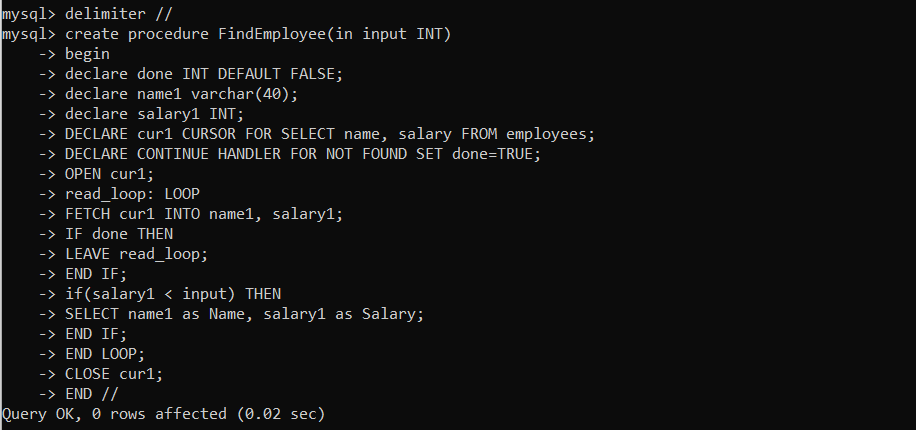 mysql> delimiter //
mysql> create procedure FindEmployee(in input INT)
    -> begin
    -> declare done INT DEFAULT FALSE;
    -> declare name1 varchar(40);
    -> declare salary1 INT;
    -> DECLARE cur1 CURSOR FOR SELECT name, salary FROM employees;
    -> DECLARE CONTINUE HANDLER FOR NOT FOUND SET done=TRUE;
    -> OPEN cur1;
    -> read_loop: LOOP
    -> FETCH cur1 INTO name1, salary1;
    -> IF done THEN
    -> LEAVE read_loop;
    -> END IF;
    -> if(salary1 < input) THEN
    -> SELECT name1 as Name, salary1 as Salary;
    -> END IF;
    -> END LOOP;
    -> CLOSE cur1;
    -> END //
Query OK, 0 rows affected (0.02 sec)